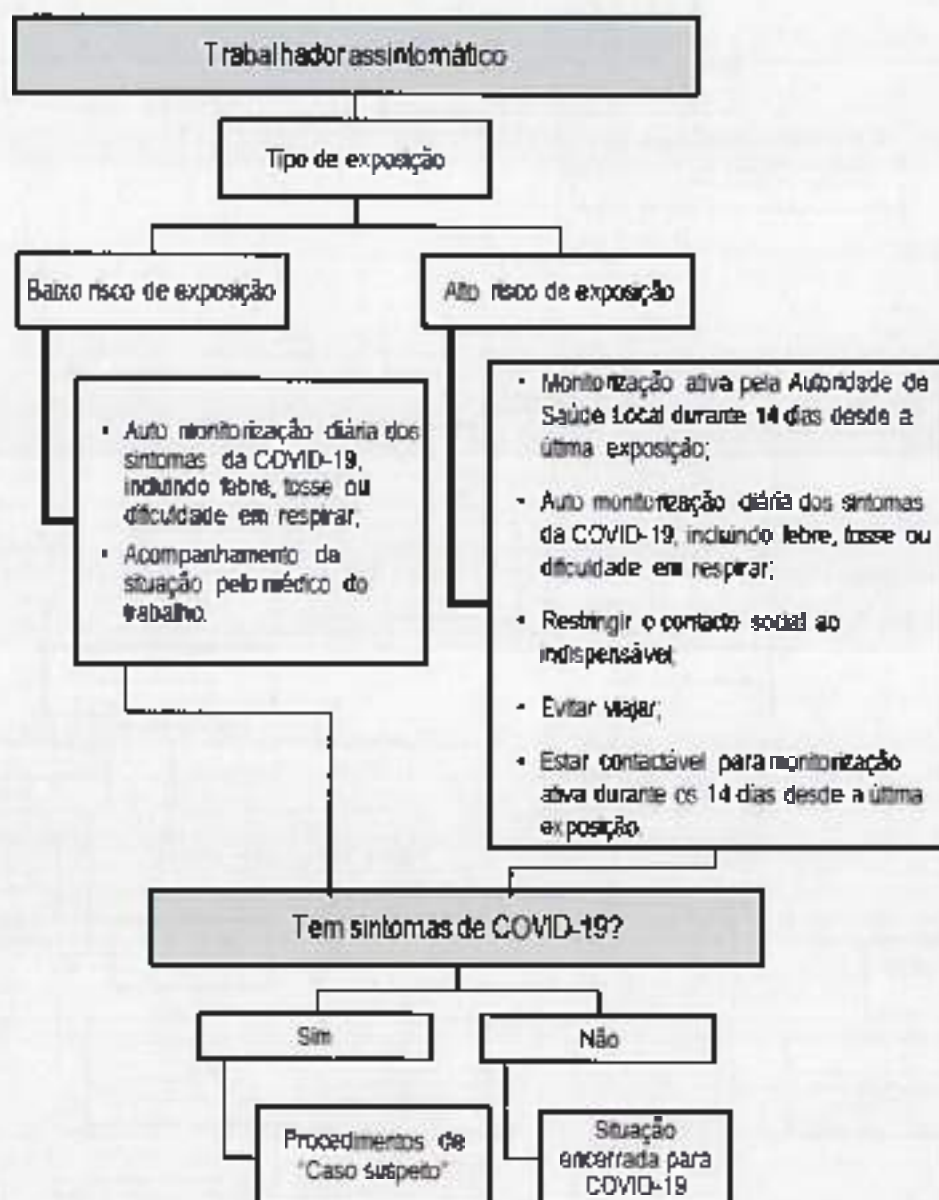 Trabalhador assintomático
Tipo de exposição
Baixo risco de exposição
Alto risco de exposição
• Auto monitorização diária dos
sintomas da COVID-19,
incluindo febre, tosse ou
dificuldade em respirar;
• Acompanhamento da
situação pelo médico do
trabalho.
• Monitorização ativa pela Autoridade de
Saúde Local durante 14 dias desde a
última exposição;
• Auto monitorização diária dos sintomas
da COVID-19, incluindo febre, tosse ou
dificuldade em respirar;
• Restringir o contacto social ao
indispensável;
• Evitar viajar;
• Estar contactável para monitorização
ativa durante os 14 dias desde a última
exposição.
Tem sintomas de COVID-19?
Sim
Não
Procedimentos de
"Caso suspeito"
Situação
encerrada para
COVID-19